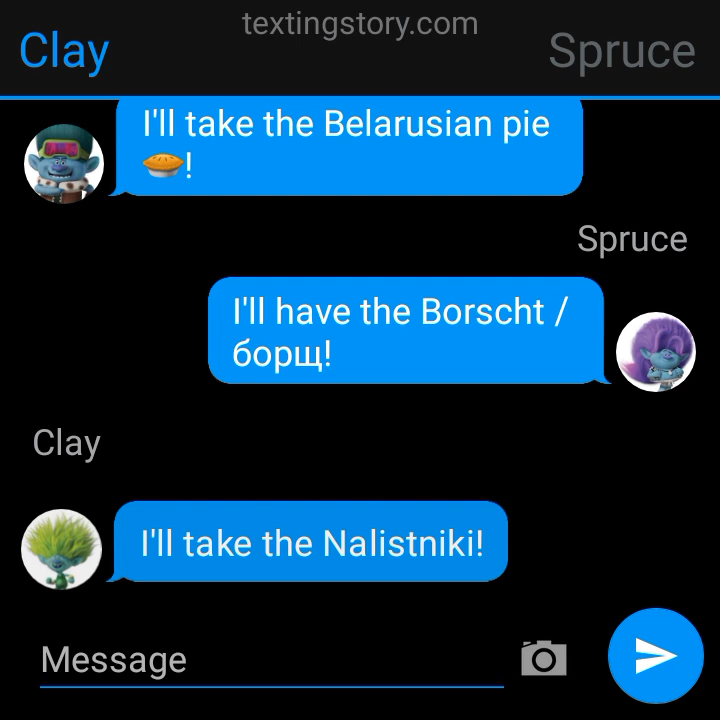 textingstory.com
Clay
Spruce
I'll take the Belarusian pie
🥧!
Spruce
I'll have the Borscht /
борщ!
Clay
I'll take the Nalistniki!
Message